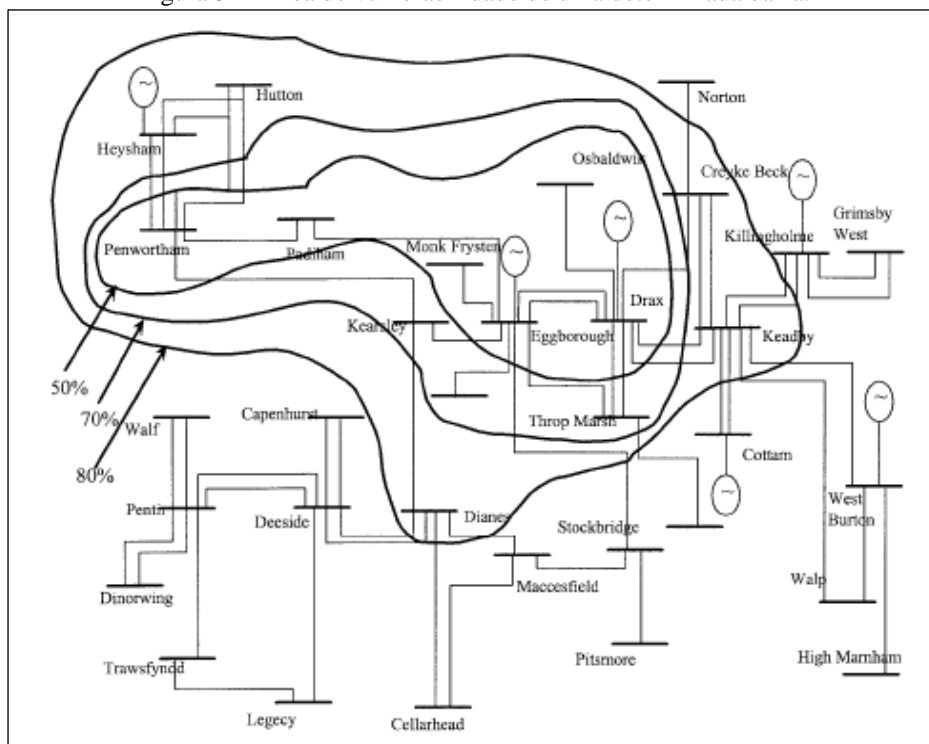 Hutton
Norton
Heysham
Osbaldwik
Creyke Beck
Killingholme
Grimsby
West
Penwortham
Padiham
Monk Frysten
Drax
Kearsley
Eggborough
Keadby
50%
70%
80%
Walf
Capenhurst
Throp Marsh
Cottam
Pentir
Deeside
Dianes
Stockbridge
West
Burton
Dinorwing
Maccesfield
Walp
Trawsfyndd
Pitsmore
High Marnham
Legecy
Cellarhead